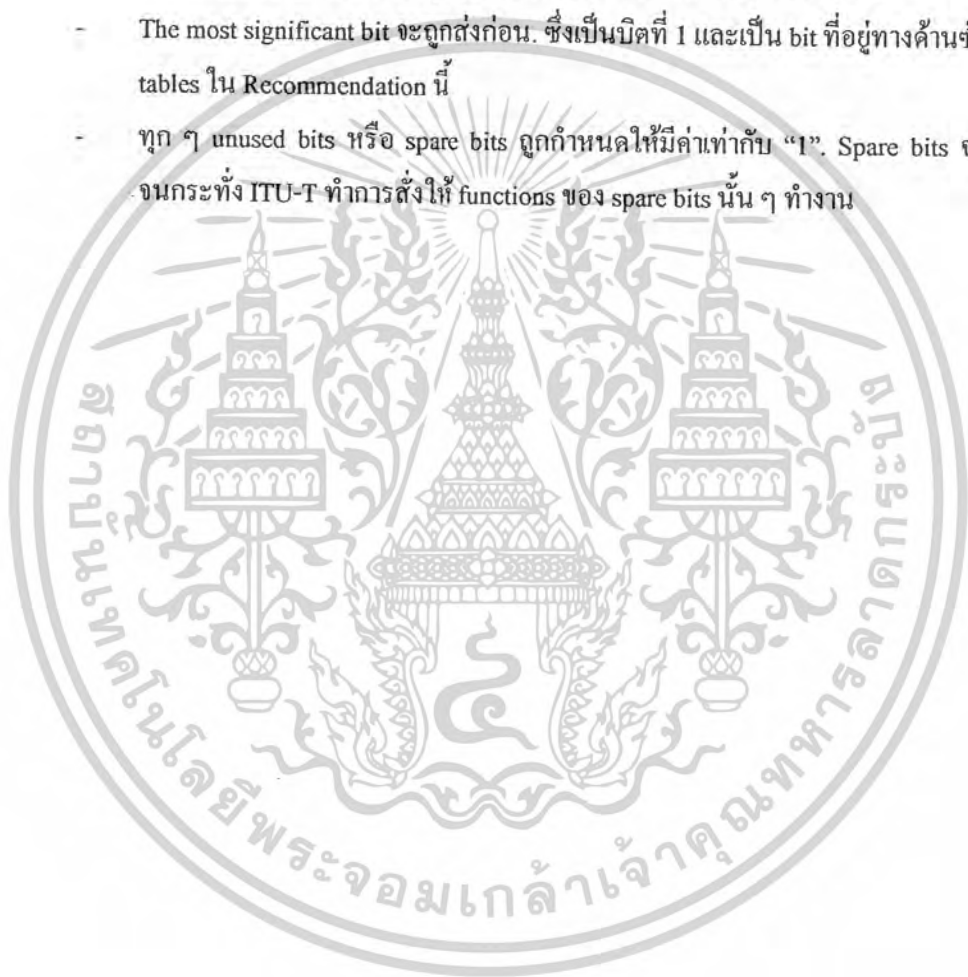 - The most significant bit จะถูกส่งก่อน. ซึ่งเป็นบิตที่ 1 และเป็น bit ที่อยู่ทางด้าน
tables ใน Recommendation นี้
- ทุก ๆ unused bits หรือ spare bits ถูกกำหนดให้มีค่าเท่ากับ “1”. Spare bits
จนกระทั่ง ITU-T ทำการสั่งให้ functions ของ spare bits นั้น ๆ ทำงาน
สถาบันเทคโนโลยีพระจอมเกล้าเจ้าคุณทหารลาดกระบัง
๔